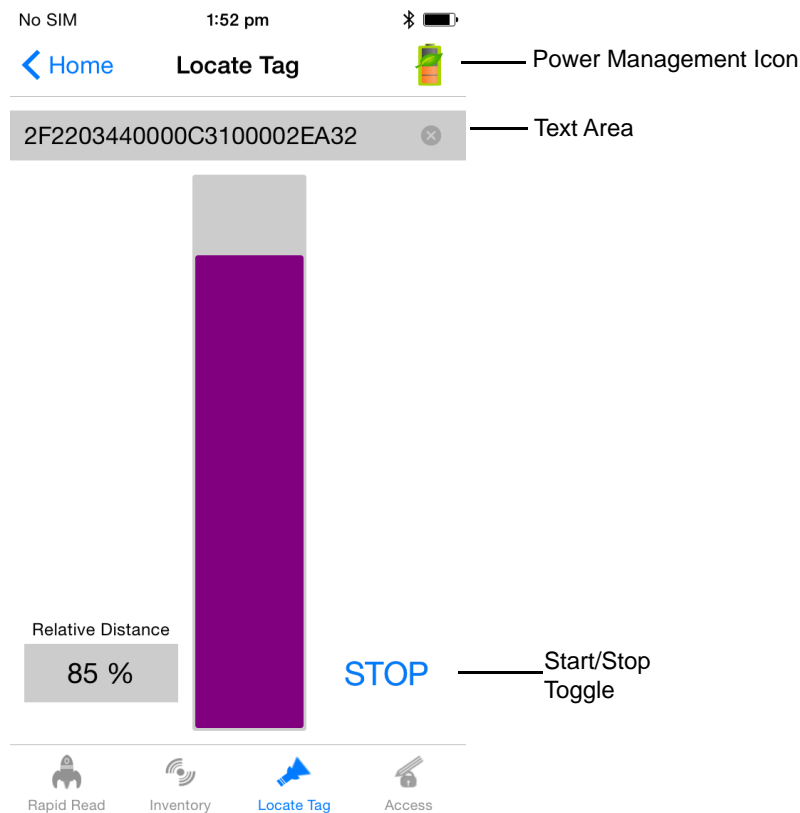 No SIM 1:52 pm
Home Locate Tag
Power Management Icon
2F2203440000C3100002EA32
Text Area
Relative Distance
85 %
STOP
Start/Stop
Toggle
Rapid Read Inventory Locate Tag Access